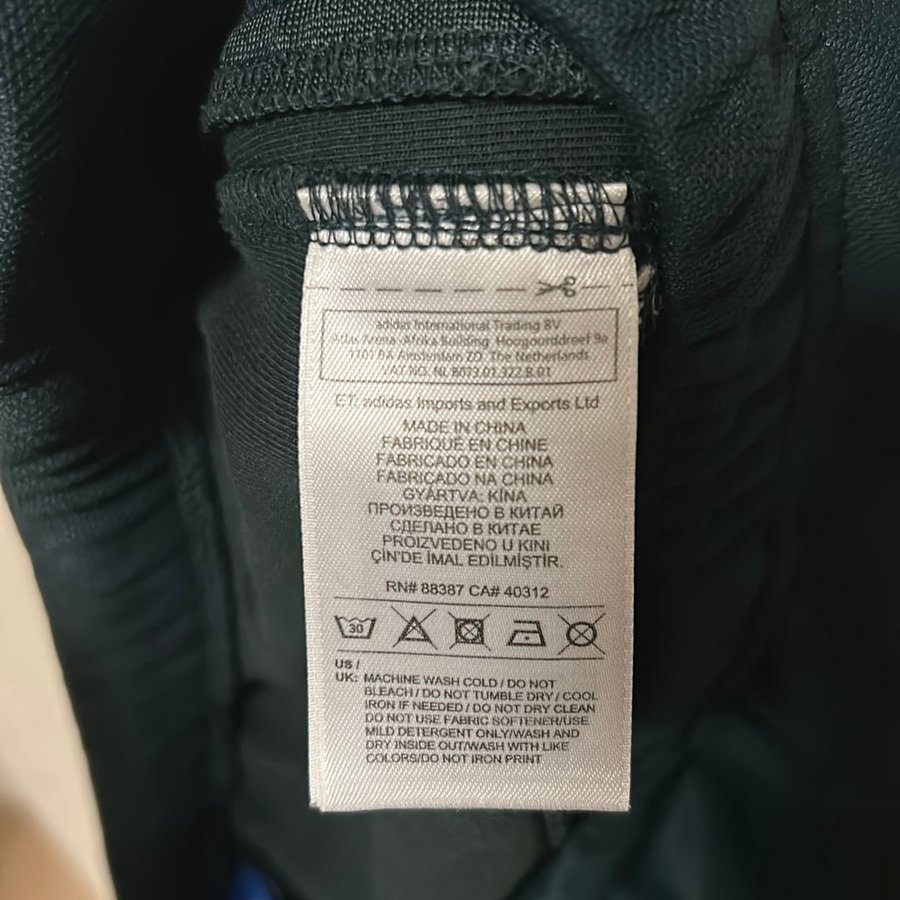 adidas International Trading BV
Atlas Arena -Afrika Building, Hoogoorddreef 9a
1101 BA Amsterdam ZO, The Netherlands
VAT NO. NL 8073.01.322.B.01
ET: adidas Imports and Exports Ltd
MADE IN CHINA
FABRIQUÉ EN CHINE
FABRICADO EN CHINA
FABRICADO NA CHINA
GYÁRTVA: KÍNA
ПРОИЗВЕДЕНО В КИТАЙ
СДЕЛАНО В КИТАЕ
PROIZVEDENO U KINI
ÇİN'DE İMAL EDİLMİŞTİR.
RN# 88387 CA# 40312
30
US /
UK: MACHINE WASH COLD / DO NOT
BLEACH / DO NOT TUMBLE DRY / COOL
IRON IF NEEDED / DO NOT DRY CLEAN
DO NOT USE FABRIC SOFTENER/USE
MILD DETERGENT ONLY/WASH AND
DRY INSIDE OUT/WASH WITH LIKE
COLORS/DO NOT IRON PRINT